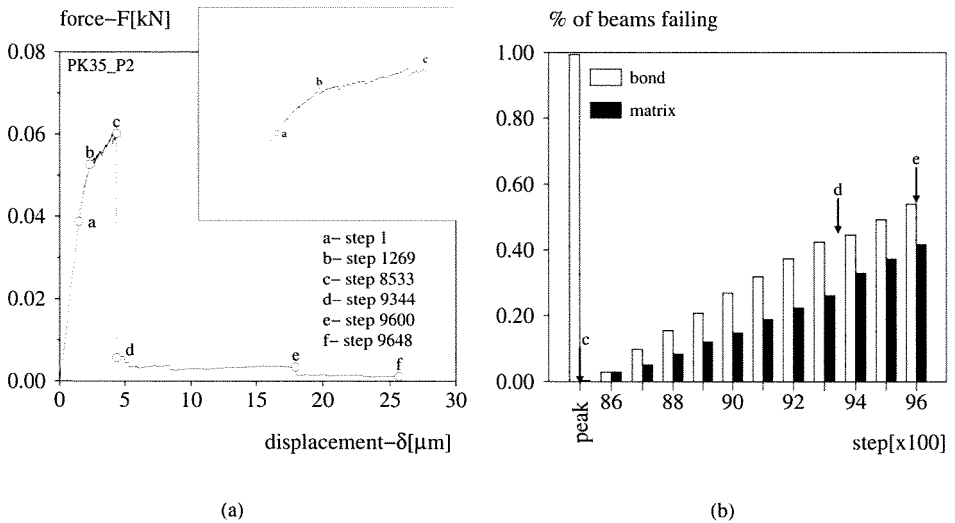 force–F[kN]
0.08
0.06
0.04
0.02
0.00
PK35_P2
a
b
c
d
e
f
a
b
c
a– step 1
b– step 1269
c– step 8533
d– step 9344
e– step 9600
f– step 9648
0 5 10 15 20 25 30
displacement–δ[μm]
(a)
% of beams failing
1.00
0.80
0.60
0.40
0.20
0.00
bond
matrix
c
d
e
peak 86 88 90 92 94 96
step[x100]
(b)